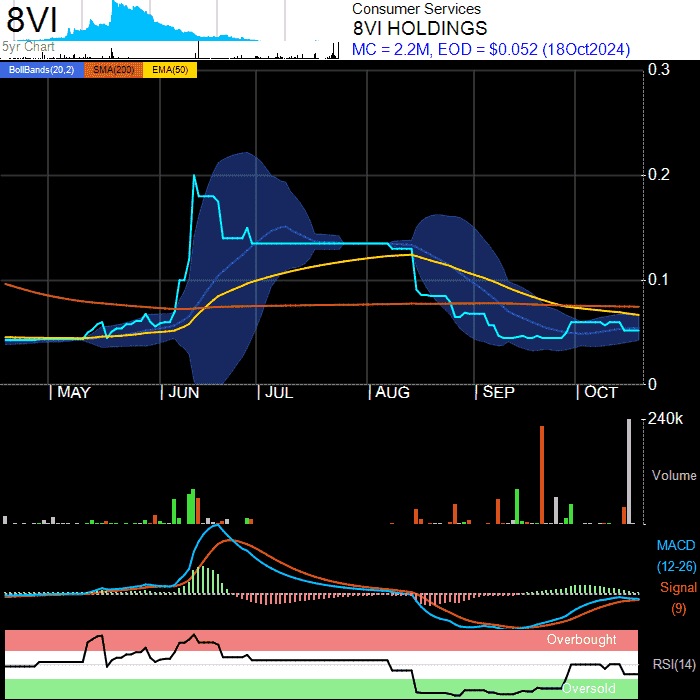 8VI
Consumer Services
8VI HOLDINGS
5yr Chart
MC = 2.2M, EOD = $0.052 (18Oct2024)
BollBands(20,2) SMA(200) EMA(50)
0.3
0.2
0.1
0
MAY JUN JUL AUG SEP OCT
240k
Volume
MACD
(12-26)
Signal
(9)
Overbought
RSI(14)
Oversold